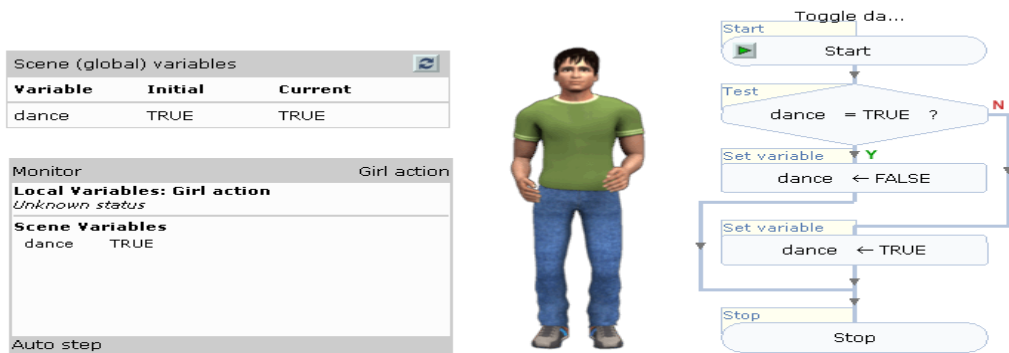 Scene (global) variables
Variable Initial Current
dance TRUE TRUE
Monitor Girl action
Local Variables: Girl action
Unknown status
Scene Variables
dance TRUE
Auto step
Toggle da...
Start
Start
Test
dance = TRUE ?
N
Y
Set variable
dance ← FALSE
Set variable
dance ← TRUE
Stop
Stop